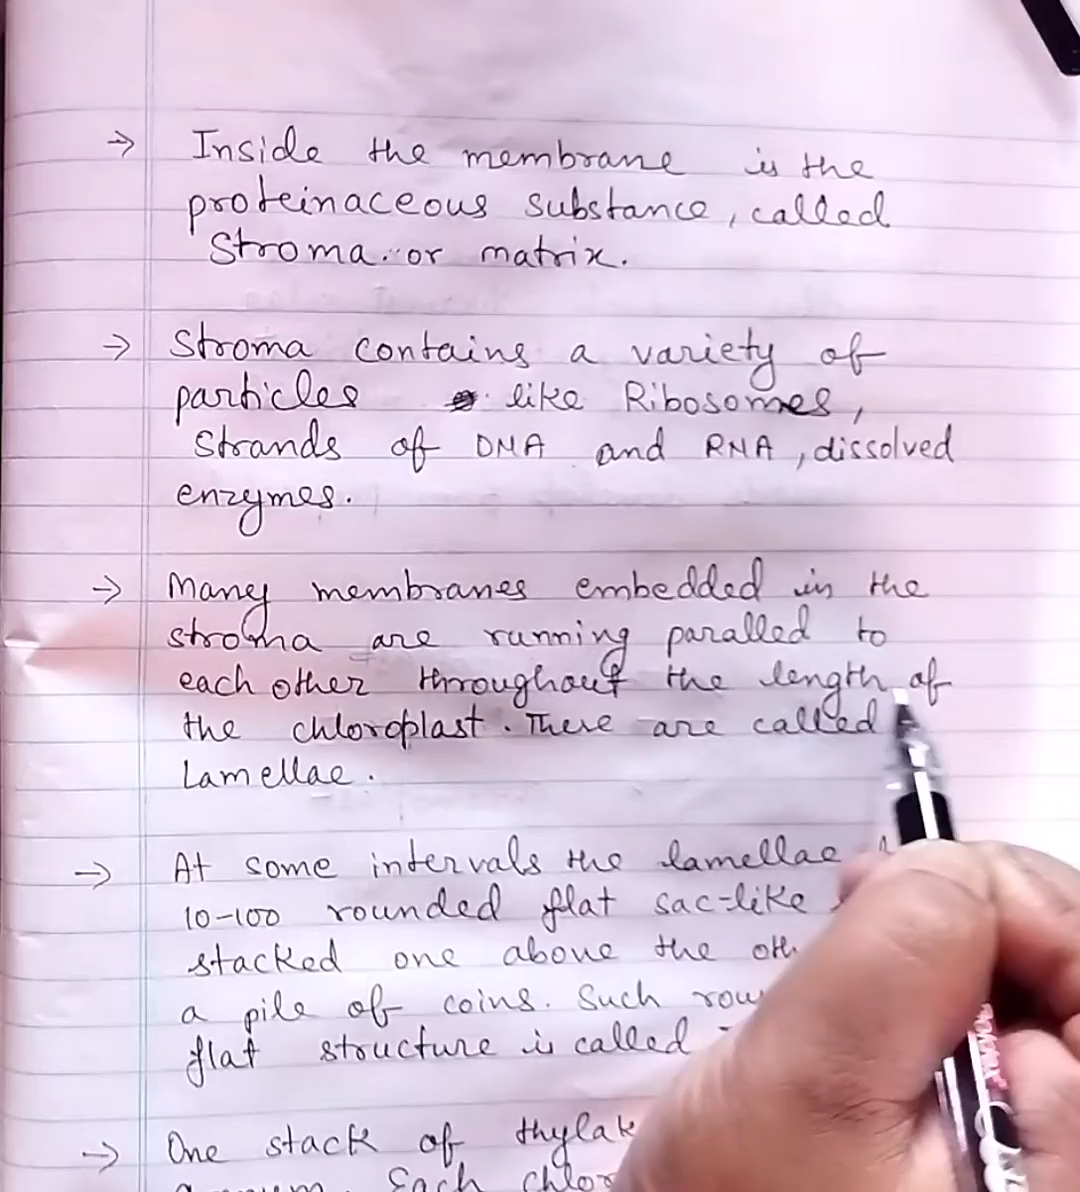 → Inside the membrane is the
proteinaceous substance, called
Stroma. or matrix.
→ Stroma contains a variety of
particles like Ribosomes,
Strands of DNA and RNA, dissolved
enzymes.
→ Many membranes embedded in the
stroma are running paralled to
each other throughout the length of
the chloroplast. These are called
Lamellae.
→ At some intervals the lamellae
10-100 rounded flat sac-like
stacked one above the
a pile of coins. Such
flat structure is called
→ One stack of
Each